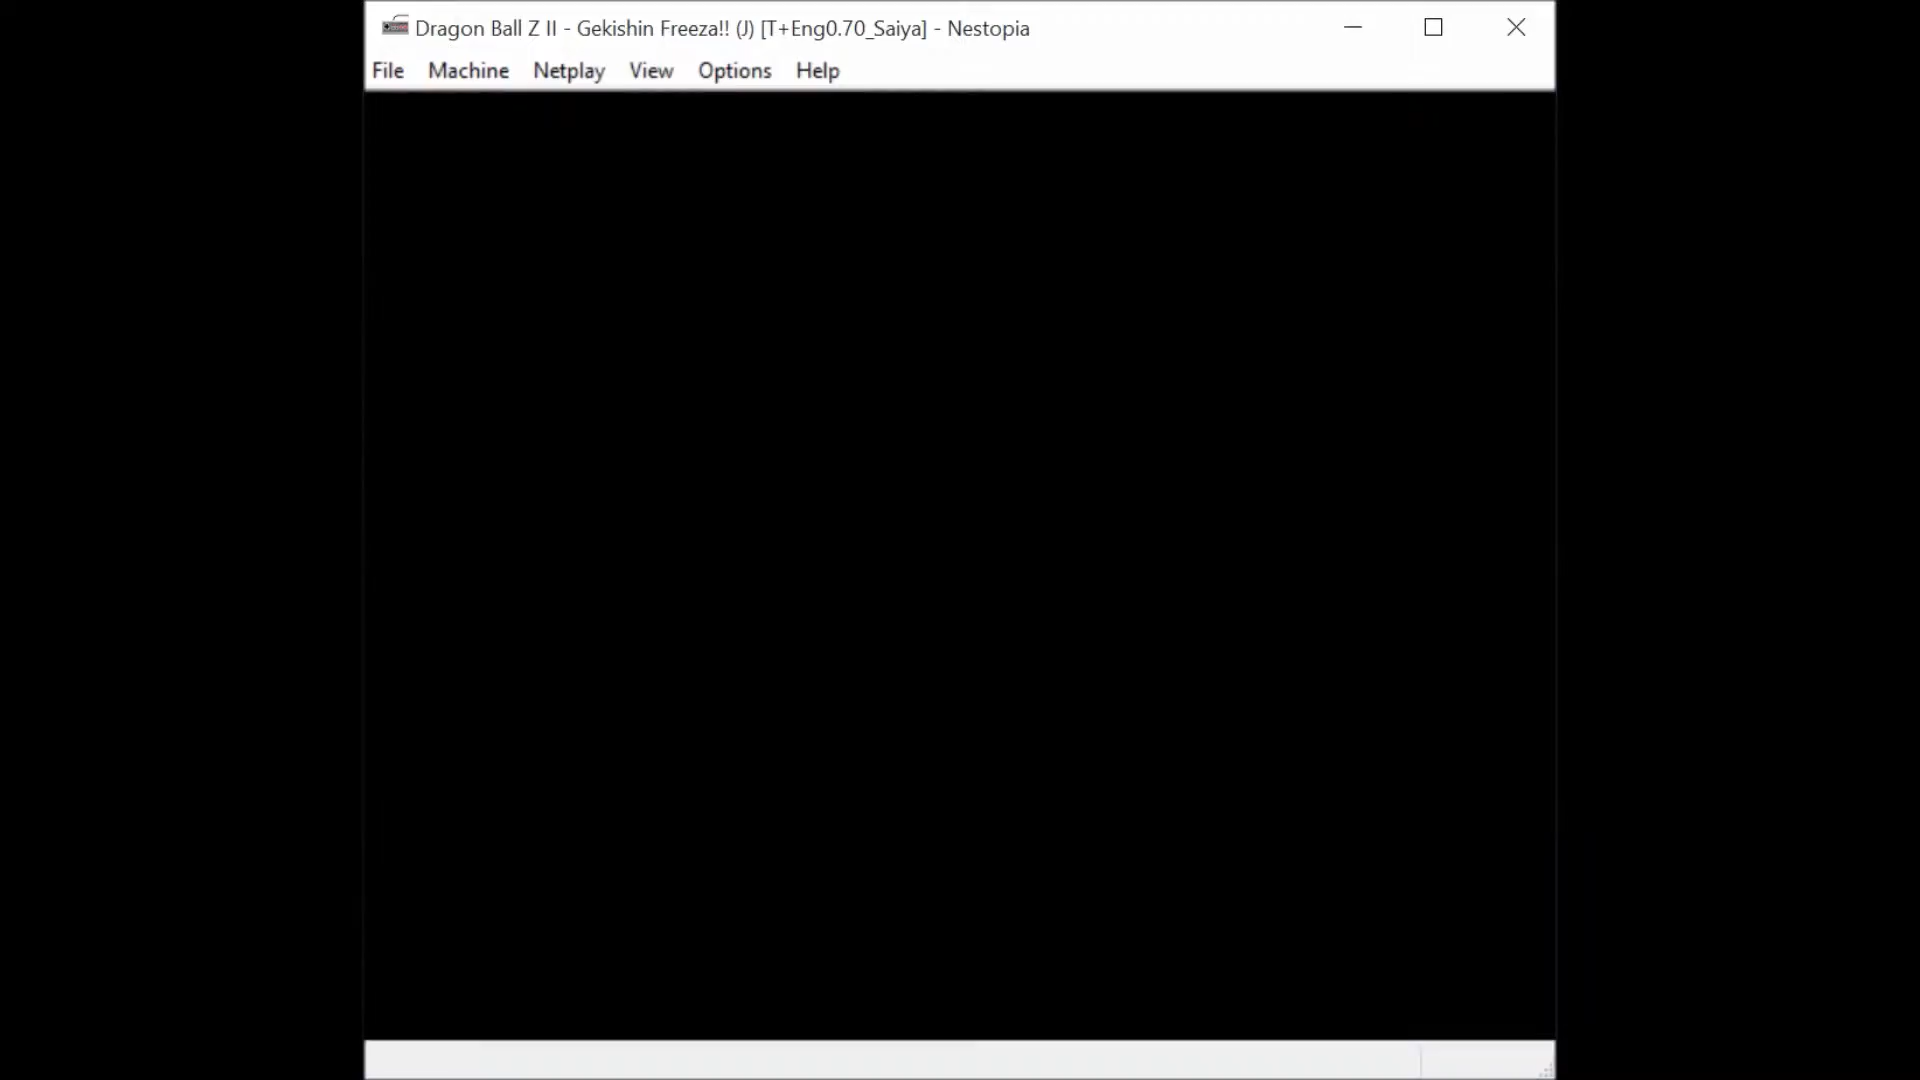 Dragon Ball Z II - Gekishin Freeza!! (J) [T+Eng0.70_Saiya] - Nestopia
File Machine Netplay View Options Help